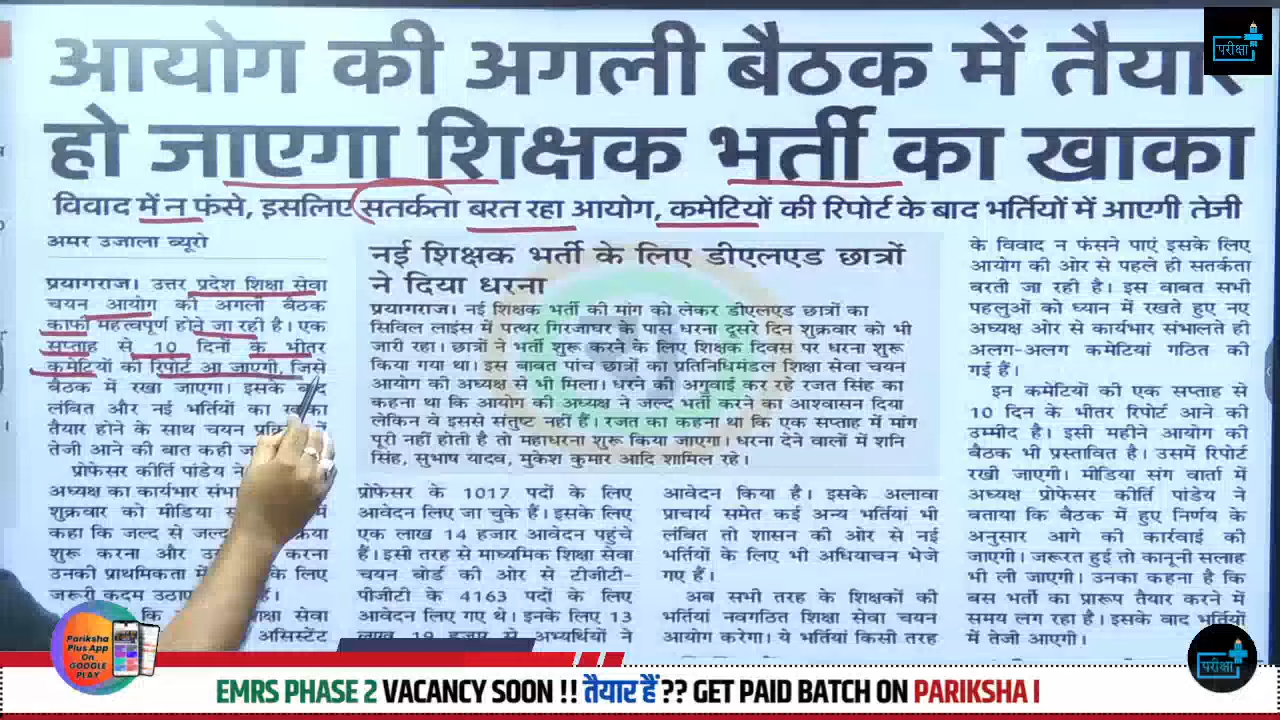 आयोग की अगली बैठक में तैयार
हो जाएगा शिक्षक भर्ती का खाका
विवाद में न फंसे, इसलिए सतर्कता बरत रहा आयोग, कमेटियों की रिपोर्ट के बाद भर्तियों में आएगी तेजी
अमर उजाला ब्यूरो
प्रयागराज। उत्तर प्रदेश शिक्षा सेवा
चयन आयोग की अगली बैठक
काफी महत्वपूर्ण होने जा रही है। एक
सप्ताह से 10 दिनों के भीतर
कमेटियों की रिपोर्ट आ जाएगी, जिसे
बैठक में रखा जाएगा। इसके बाद
लंबित और नई भर्तियों का खाका
तैयार होने के साथ चयन
तेजी आने की बात कही
प्रोफेसर कीर्ति पांडेय ने
अध्यक्ष का कार्यभार
शुक्रवार को मीडिया
कहा कि जल्द से जल्द
शुरू करना और करना
उनकी प्राथमिकता में के लिए
जरूरी कदम
कि शिक्षा सेवा
असिस्टेंट
नई शिक्षक भर्ती के लिए डीएलएड छात्रों
ने दिया धरना
प्रयागराज। नई शिक्षक भर्ती की मांग को लेकर डीएलएड छात्रों का
सिविल लाइंस में पत्थर गिरजाघर के पास धरना दूसरे दिन शुक्रवार को भी
जारी रहा। छात्रों ने भर्ती शुरू करने के लिए शिक्षक दिवस पर धरना शुरू
किया गया था। इस बाबत पांच छात्रों का प्रतिनिधिमंडल शिक्षा सेवा चयन
आयोग की अध्यक्ष से भी मिला। धरने की अगुवाई कर रहे रजत सिंह का
कहना था कि आयोग की अध्यक्ष ने जल्द भर्ती करने का आश्वासन दिया
लेकिन वे इससे संतुष्ट नहीं हैं। रजत का कहना था कि एक सप्ताह में मांग
पूरी नहीं होती है तो महाधरना शुरू किया जाएगा। धरना देने वालों में शनि
सिंह, सुभाष यादव, मुकेश कुमार आदि शामिल रहे।
प्रोफेसर के 1017 पदों के लिए
आवेदन लिए जा चुके हैं। इसके लिए
एक लाख 14 हजार आवेदन पहुंचे
हैं। इसी तरह से माध्यमिक शिक्षा सेवा
चयन बोर्ड की ओर से टीजीटी-
पीजीटी के 4163 पदों के लिए
आवेदन लिए गए थे। इनके लिए 13
लाख 19 हजार से अभ्यर्थियों ने
आवेदन किया है। इसके अलावा
प्राचार्य समेत कई अन्य भर्तियां भी
लंबित तो शासन की ओर से नई
भर्तियों के लिए भी अधियाचन भेजे
गए हैं।
अब सभी तरह के शिक्षकों की
भर्तियां नवगठित शिक्षा सेवा चयन
आयोग करेगा। ये भर्तियां किसी तरह
के विवाद न फंसने पाएं इसके लिए
आयोग की ओर से पहले ही सतर्कता
बरती जा रही है। इस बाबत सभी
पहलुओं को ध्यान में रखते हुए नए
अध्यक्ष ओर से कार्यभार संभालते ही
अलग-अलग कमेटियां गठित की
गई हैं।
इन कमेटियों की एक सप्ताह से
10 दिन के भीतर रिपोर्ट आने की
उम्मीद है। इसी महीने आयोग की
बैठक भी प्रस्तावित है। उसमें रिपोर्ट
रखी जाएगी। मीडिया संग वार्ता में
अध्यक्ष प्रोफेसर कीर्ति पांडेय ने
बताया कि बैठक में हुए निर्णय के
अनुसार आगे की कार्रवाई की
जाएगी। जरूरत हुई तो कानूनी सलाह
भी ली जाएगी। उनका कहना है कि
बस भर्ती का प्रारूप तैयार करने में
समय लग रहा है। इसके बाद भर्तियों
में तेजी आएगी।
परीक्षा
परीक्षा
Pariksha
Plus App
On
GOOGLE
PLAY
EMRS PHASE 2 VACANCY SOON !! तैयार हैं ?? GET PAID BATCH ON PARIKSHA I